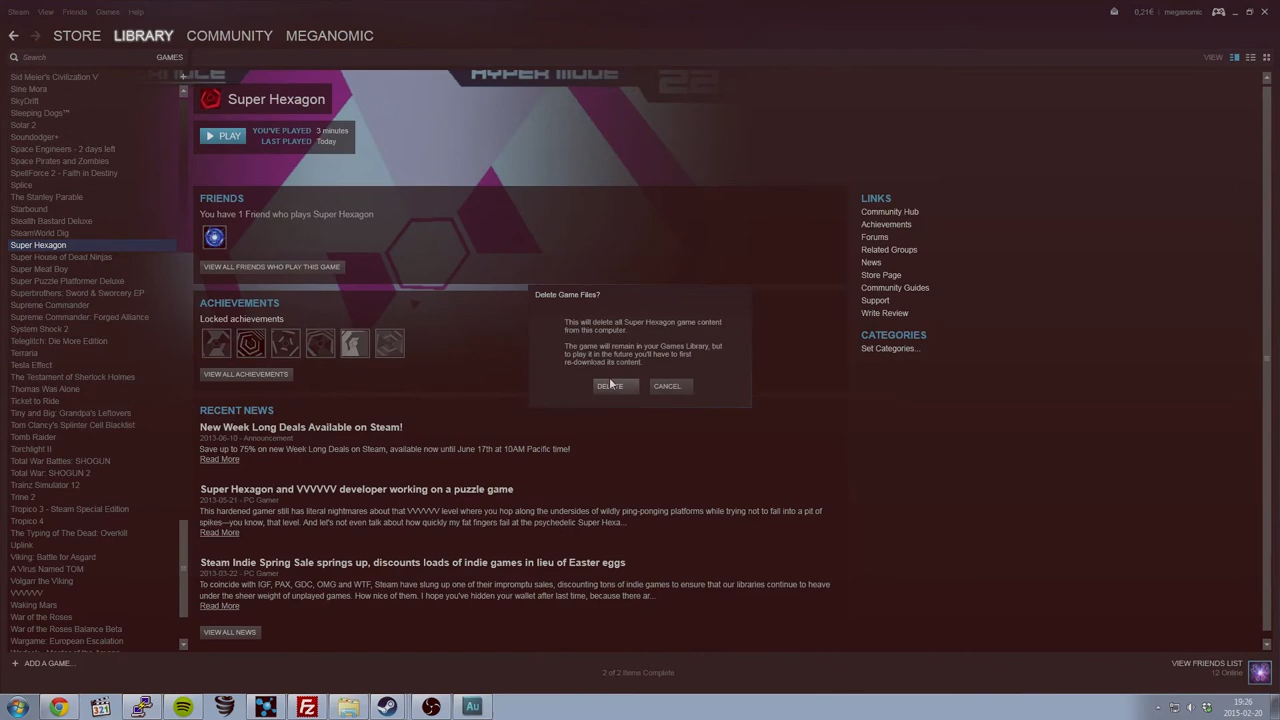 Steam View Friends Games Help
0,21€ meganomic
STORE LIBRARY COMMUNITY MEGANOMIC
Search GAMES
VIEW
Sid Meier's Civilization V
Sine Mora
SkyDrift
Sleeping Dogs™
Solar 2
Soundodger+
Space Engineers - 2 days left
Space Pirates and Zombies
SpellForce 2 - Faith in Destiny
Splice
The Stanley Parable
Starbound
Stealth Bastard Deluxe
SteamWorld Dig
Super Hexagon
Super House of Dead Ninjas
Super Meat Boy
Super Puzzle Platformer Deluxe
Superbrothers: Sword & Sworcery EP
Supreme Commander
Supreme Commander: Forged Alliance
System Shock 2
Teleglitch: Die More Edition
Terraria
Tesla Effect
The Testament of Sherlock Holmes
Thomas Was Alone
Ticket to Ride
Tiny and Big: Grandpa's Leftovers
Tom Clancy's Splinter Cell Blacklist
Tomb Raider
Torchlight II
Total War Battles: SHOGUN
Total War: SHOGUN 2
Trainz Simulator 12
Trine 2
Tropico 3 - Steam Special Edition
Tropico 4
The Typing of The Dead: Overkill
Uplink
Viking: Battle for Asgard
A Virus Named TOM
Volgarr the Viking
VVVVVV
Waking Mars
War of the Roses
War of the Roses Balance Beta
Wargame: European Escalation
+ ADD A GAME...
HYPER MODE 22
Super Hexagon
PLAY
YOU'VE PLAYED 3 minutes
LAST PLAYED Today
FRIENDS
You have 1 Friend who plays Super Hexagon
VIEW ALL FRIENDS WHO PLAY THIS GAME
ACHIEVEMENTS
Locked achievements
VIEW ALL ACHIEVEMENTS
RECENT NEWS
New Week Long Deals Available on Steam!
2013-06-10 - Announcement
Save up to 75% on new Week Long Deals on Steam, available now until June 17th at 10AM Pacific time!
Read More
Super Hexagon and VVVVVV developer working on a puzzle game
2013-05-21 - PC Gamer
This hardened gamer still has literal nightmares about that VVVVVV level where you hop along the undersides of wildly ping-ponging platforms while trying not to fall into a pit of
spikes—you know, that level. And let's not even talk about how quickly my fat fingers fail at the psychedelic Super Hexa...
Read More
Steam Indie Spring Sale springs up, discounts loads of indie games in lieu of Easter eggs
2013-03-22 - PC Gamer
To coincide with IGF, PAX, GDC, OMG and WTF, Steam have slung up one of their impromptu sales, discounting tons of indie games to ensure that our libraries continue to heave
under the sheer weight of unplayed games. How nice of them. I hope you've hidden your wallet after last time, because there ar...
Read More
VIEW ALL NEWS
Delete Game Files?
This will delete all Super Hexagon game content
from this computer.
The game will remain in your Games Library, but
to play it in the future you'll have to first
re-download its content.
DELETE CANCEL
LINKS
Community Hub
Achievements
Forums
Related Groups
News
Store Page
Community Guides
Support
Write Review
CATEGORIES
Set Categories...
2 of 2 Items Complete
VIEW FRIENDS LIST
12 Online
Fz
Au
19:26
2015-02-20